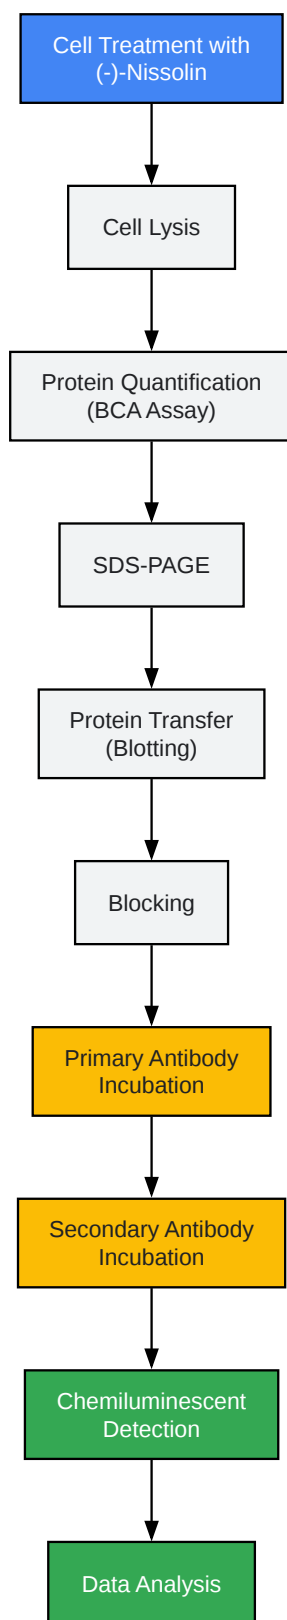 Cell Treatment with
(-)-Nissolin
Cell Lysis
Protein Quantification
(BCA Assay)
SDS-PAGE
Protein Transfer
(Blotting)
Blocking
Primary Antibody
Incubation
Secondary Antibody
Incubation
Chemiluminescent
Detection
Data Analysis